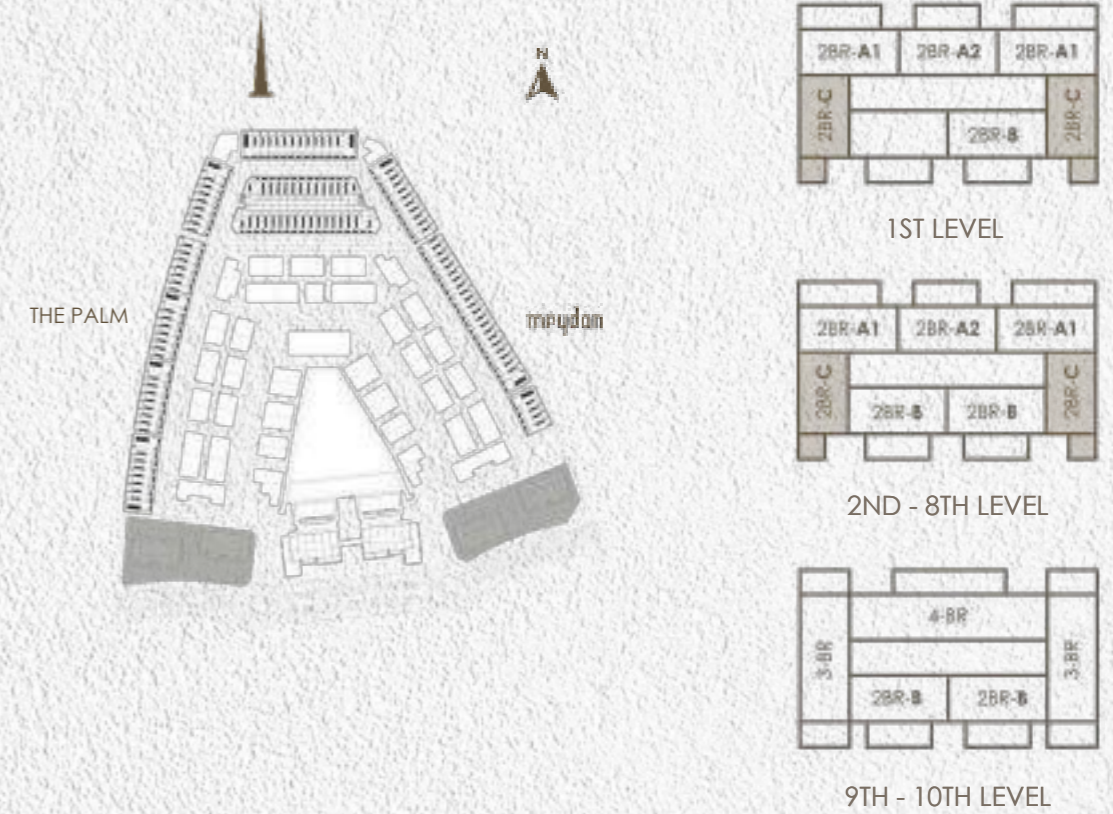 N
THE PALM
meydan
2BR-A1 2BR-A2 2BR-A1
2BR-C 2BR-C
2BR-B
1ST LEVEL
2BR-A1 2BR-A2 2BR-A1
2BR-C 2BR-C
2BR-B 2BR-B
2ND - 8TH LEVEL
4-BR
3-BR 3-BR
2BR-B 2BR-B
9TH - 10TH LEVEL